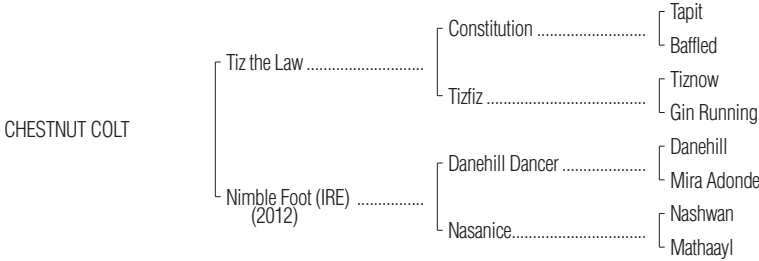 Tapit
Constitution ..........................
Baffled
Tiz the Law ............................
Tiznow
Tizfiz ......................................
Gin Running
CHESTNUT COLT
Danehill
Danehill Dancer ....................
Mira Adonde
Nimble Foot (IRE) ................
(2012)
Nashwan
Nasanice................................
Mathaayl